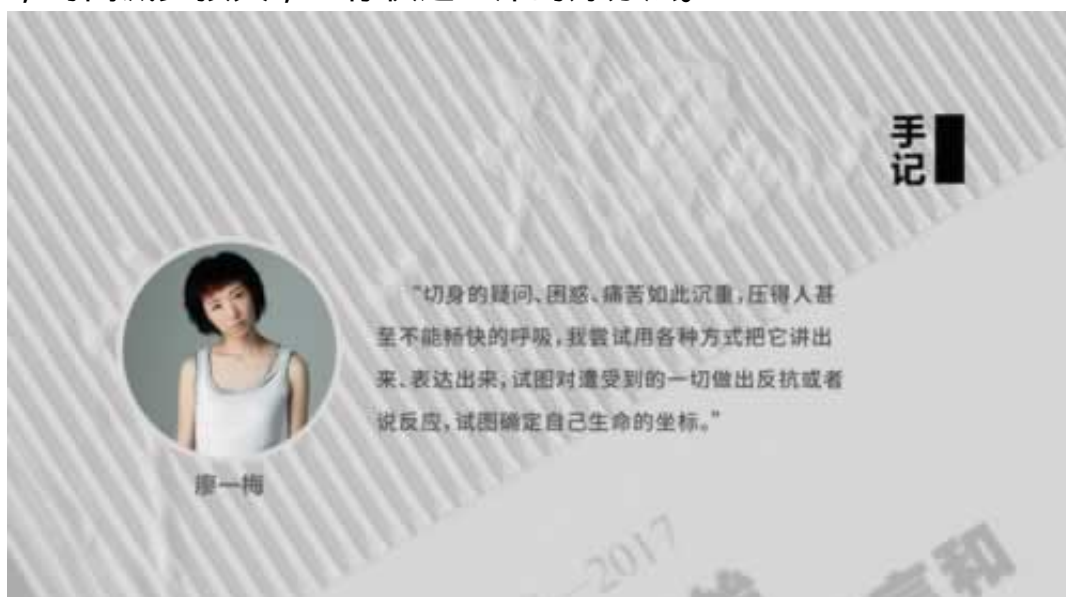 手记
“切身的疑问、困惑、痛苦如此沉重，压得人甚
至不能畅快的呼吸，我尝试用各种方式把它讲出
来、表达出来，试图对遭受到的一切做出反抗或者
说反应，试图确定自己生命的坐标。”
廖一梅
—2017